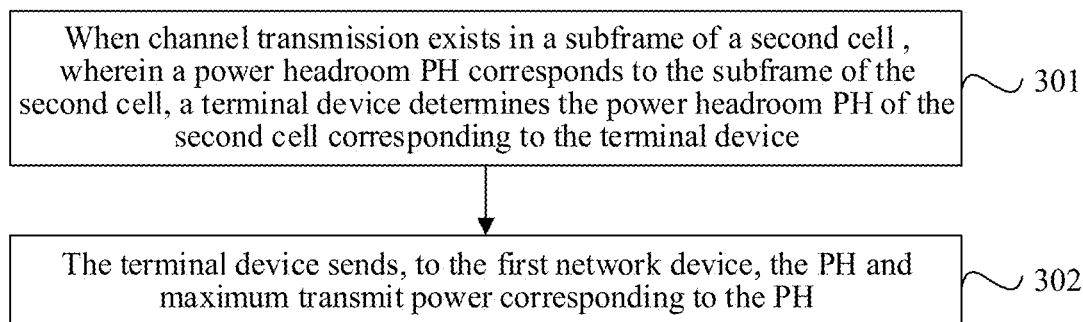 When channel transmission exists in a subframe of a second cell ,
wherein a power headroom PH corresponds to the subframe of the
second cell, a terminal device determines the power headroom PH of the
second cell corresponding to the terminal device
301
The terminal device sends, to the first network device, the PH and
maximum transmit power corresponding to the PH
302